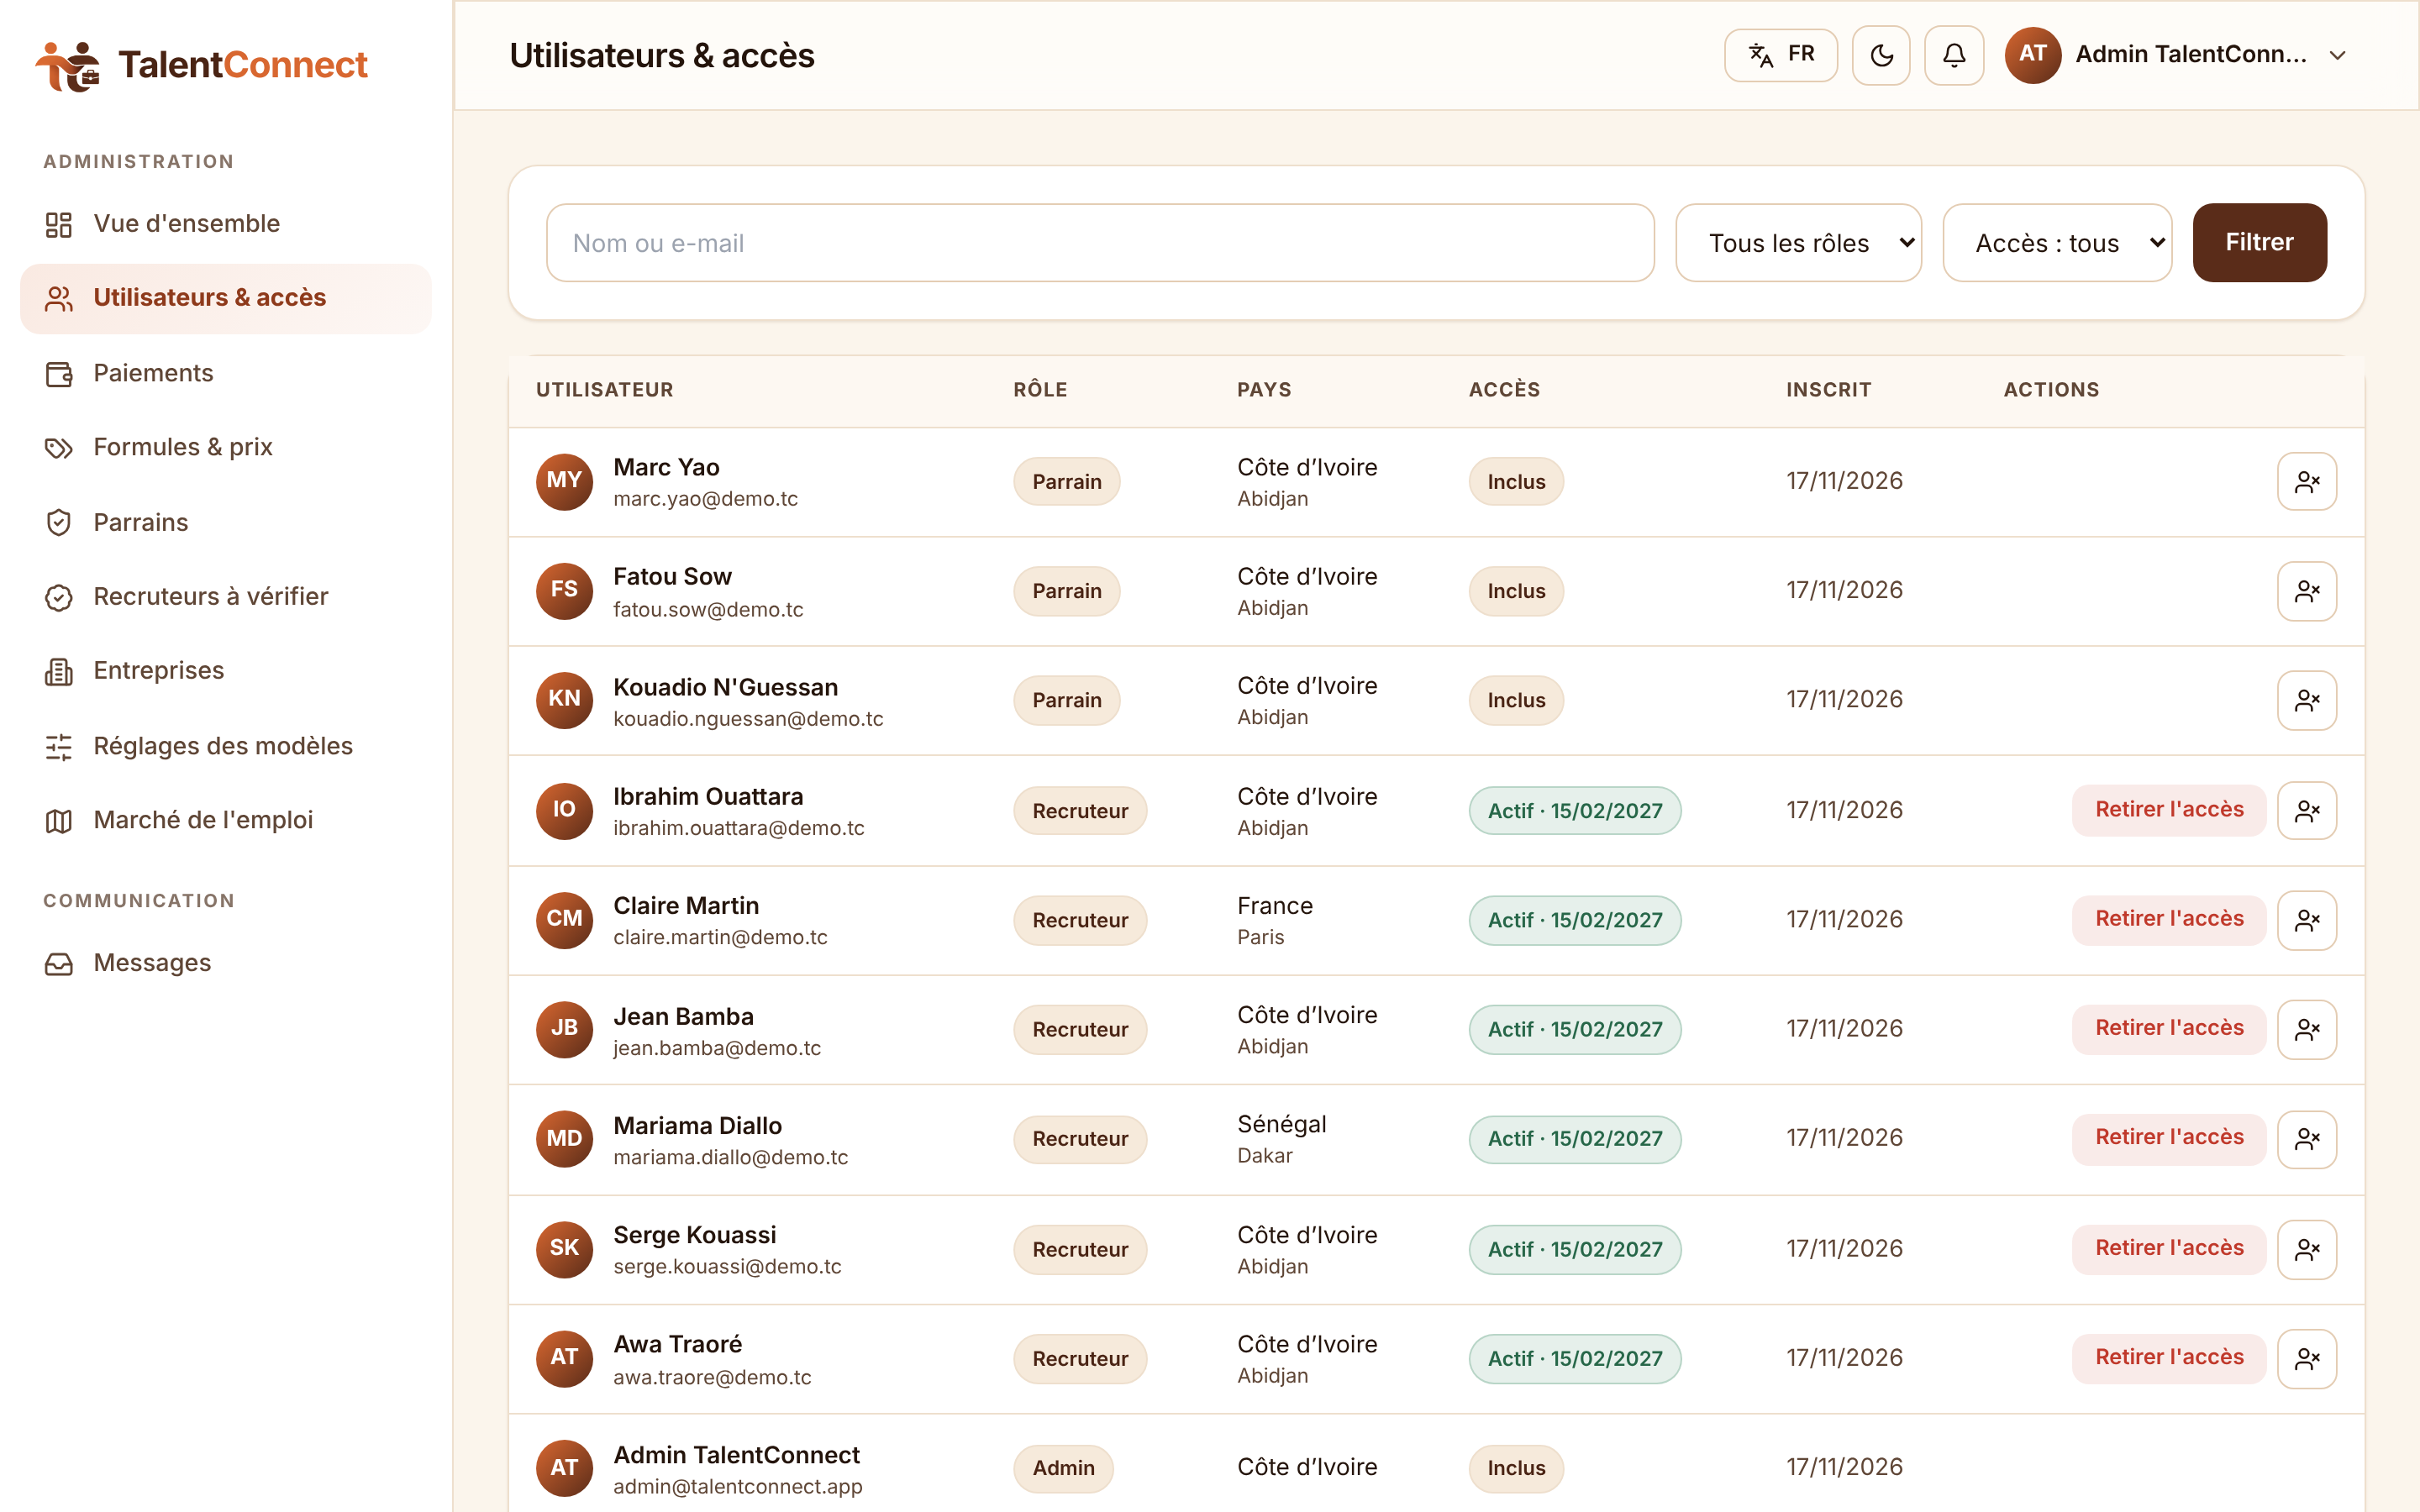 TalentConnect
ADMINISTRATION
Vue d'ensemble
Utilisateurs & accès
Paiements
Formules & prix
Parrains
Recruteurs à vérifier
Entreprises
Réglages des modèles
Marché de l'emploi
COMMUNICATION
Messages
Utilisateurs & accès
FR
AT Admin TalentConn...
Nom ou e-mail
Tous les rôles
Accès : tous
Filtrer
UTILISATEUR RÔLE PAYS ACCÈS INSCRIT ACTIONS
MY Marc Yao Parrain Côte d’Ivoire Inclus 17/11/2026
marc.yao@demo.tc Abidjan
FS Fatou Sow Parrain Côte d’Ivoire Inclus 17/11/2026
fatou.sow@demo.tc Abidjan
KN Kouadio N'Guessan Parrain Côte d’Ivoire Inclus 17/11/2026
kouadio.nguessan@demo.tc Abidjan
IO Ibrahim Ouattara Recruteur Côte d’Ivoire Actif · 15/02/2027 17/11/2026 Retirer l'accès
ibrahim.ouattara@demo.tc Abidjan
CM Claire Martin Recruteur France Actif · 15/02/2027 17/11/2026 Retirer l'accès
claire.martin@demo.tc Paris
JB Jean Bamba Recruteur Côte d’Ivoire Actif · 15/02/2027 17/11/2026 Retirer l'accès
jean.bamba@demo.tc Abidjan
MD Mariama Diallo Recruteur Sénégal Actif · 15/02/2027 17/11/2026 Retirer l'accès
mariama.diallo@demo.tc Dakar
SK Serge Kouassi Recruteur Côte d’Ivoire Actif · 15/02/2027 17/11/2026 Retirer l'accès
serge.kouassi@demo.tc Abidjan
AT Awa Traoré Recruteur Côte d’Ivoire Actif · 15/02/2027 17/11/2026 Retirer l'accès
awa.traore@demo.tc Abidjan
AT Admin TalentConnect Admin Côte d’Ivoire Inclus 17/11/2026
admin@talentconnect.app